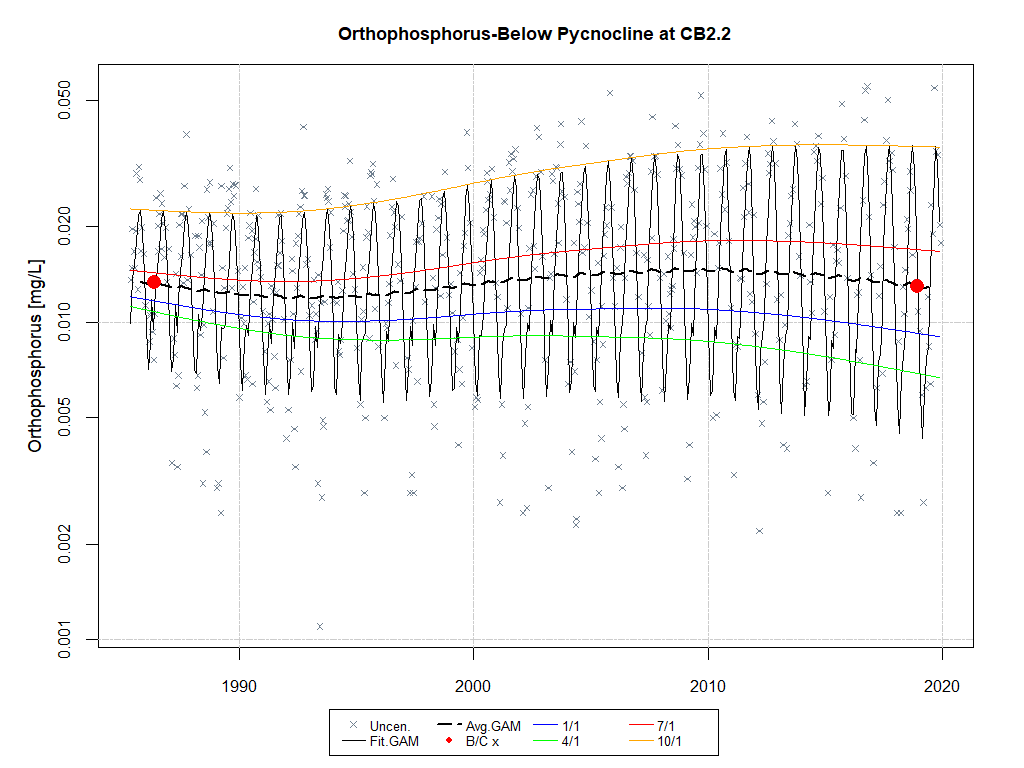 Orthophosphorus-Below Pycnocline at CB2.2
Orthophosphorus [mg/L]
0.050
0.020
0.010
0.005
0.002
0.001
1990 2000 2010 2020
Uncen. Avg.GAM 1/1 7/1
Fit.GAM B/C x 4/1 10/1